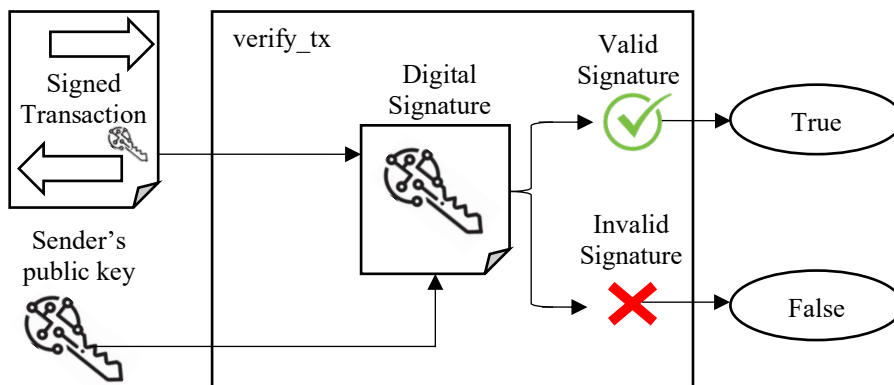 verify_tx
Signed
Transaction
Digital
Signature
Valid
Signature
True
Sender’s
public key
Invalid
Signature
False